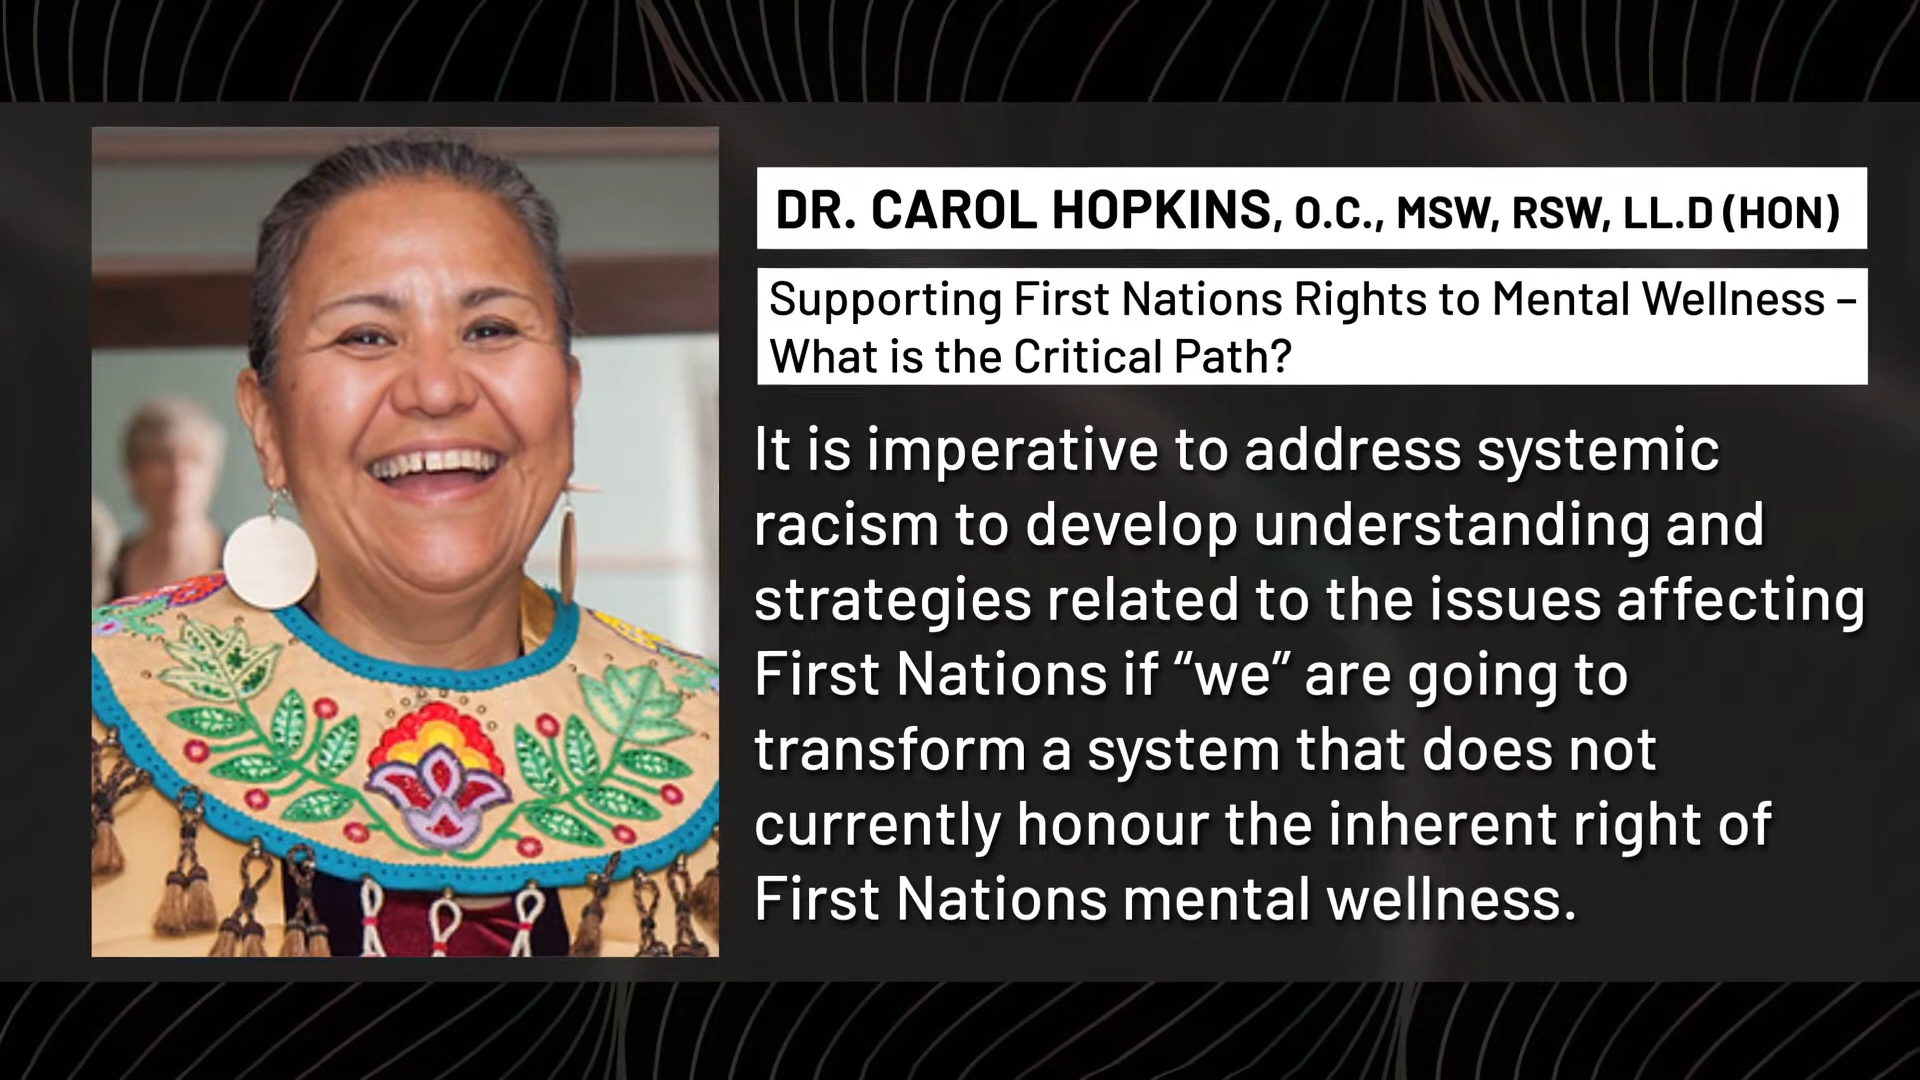 DR. CAROL HOPKINS, O.C., MSW, RSW, LL.D (HON)
Supporting First Nations Rights to Mental Wellness –
What is the Critical Path?
It is imperative to address systemic
racism to develop understanding and
strategies related to the issues affecting
First Nations if “we” are going to
transform a system that does not
currently honour the inherent right of
First Nations mental wellness.